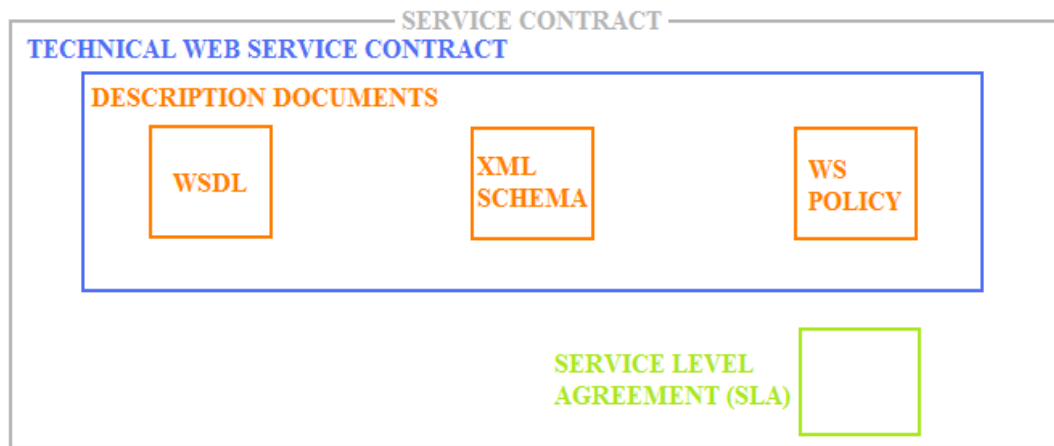 SERVICE CONTRACT
TECHNICAL WEB SERVICE CONTRACT
DESCRIPTION DOCUMENTS
WSDL
XML
SCHEMA
WS
POLICY
SERVICE LEVEL
AGREEMENT (SLA)